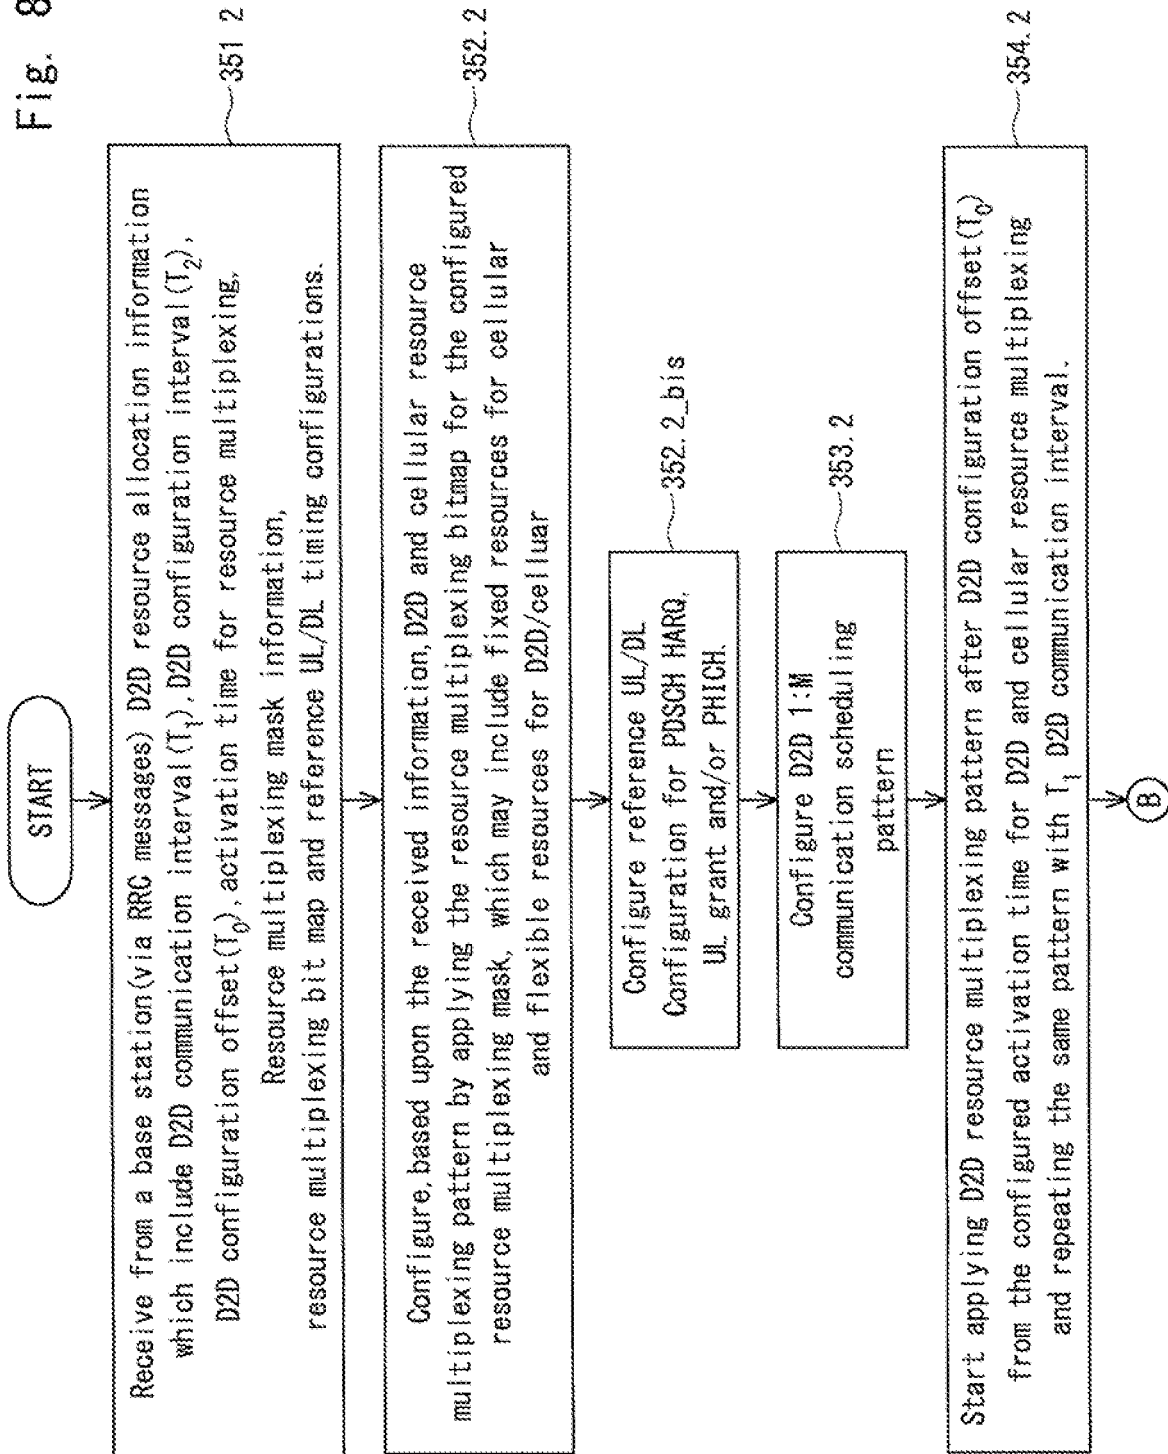 Fig. 8
START
Receive from a base station(via RRC messages) D2D resource allocation information
which include D2D communication interval(T1), D2D configuration interval(T2),
D2D configuration offset(T0), activation time for resource multiplexing,
Resource multiplexing mask information,
resource multiplexing bit map and reference UL/DL timing configurations.
351 2
Configure, based upon the received information, D2D and cellular resource
multiplexing pattern by applying the resource multiplexing bitmap for the configured
resource multiplexing mask, which may include fixed resources for cellular
and flexible resources for D2D/celluar
352. 2
Configure reference UL/DL
Configuration for PDSCH HARQ,
UL grant and/or PHICH.
352. 2_bis
Configure D2D 1:M
communication scheduling
pattern
353. 2
Start applying D2D resource multiplexing pattern after D2D configuration offset(T0)
from the configured activation time for D2D and cellular resource multiplexing
and repeating the same pattern with T1 D2D communication interval.
354. 2
B